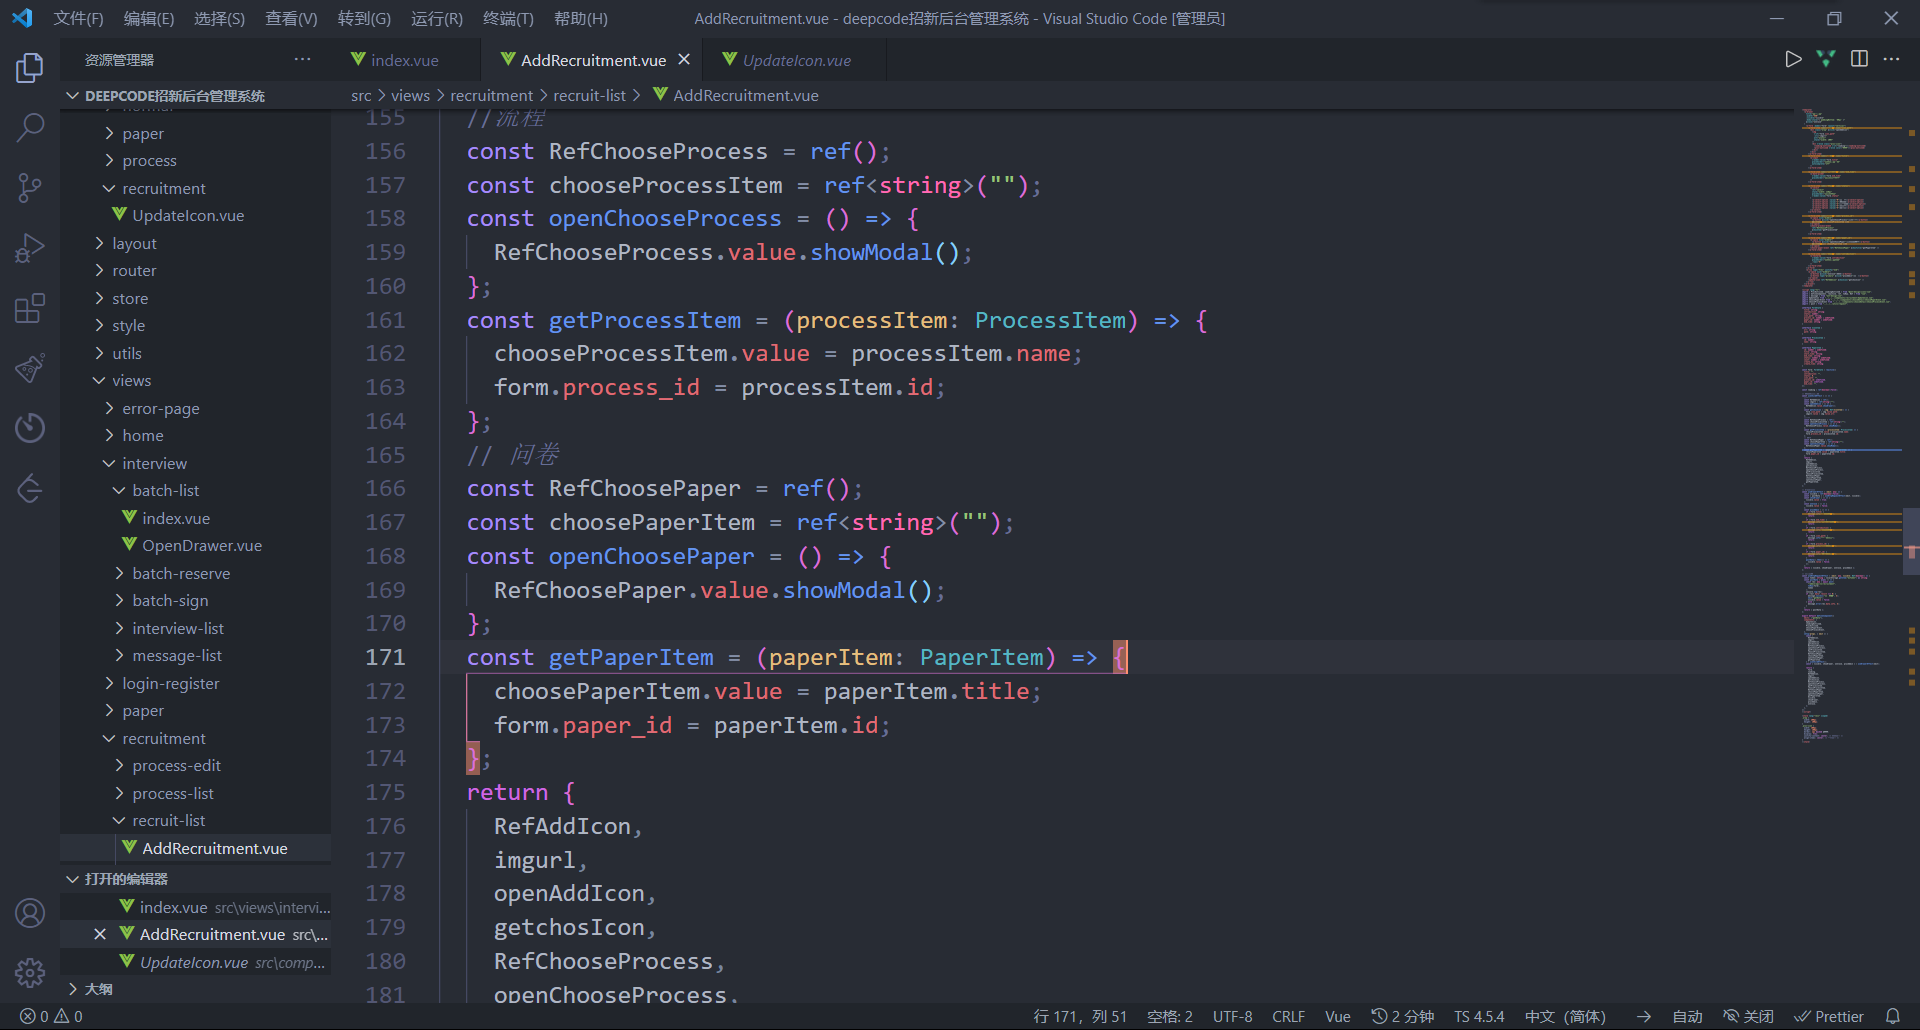 文件(F) 编辑(E) 选择(S) 查看(V) 转到(G) 运行(R) 终端(T) 帮助(H) AddRecruitment.vue - deepcode招新后台管理系统 - Visual Studio Code [管理员]
资源管理器 ··· index.vue AddRecruitment.vue UpdateIcon.vue
DEEPCODE招新后台管理系统
src > views > recruitment > recruit-list > AddRecruitment.vue
normal
paper
process
recruitment
UpdateIcon.vue
layout
router
store
style
utils
views
error-page
home
interview
batch-list
index.vue
OpenDrawer.vue
batch-reserve
batch-sign
interview-list
message-list
login-register
paper
recruitment
process-edit
process-list
recruit-list
AddRecruitment.vue
打开的编辑器
index.vue src\views\intervi...
AddRecruitment.vue src\...
UpdateIcon.vue src\comp...
大纲
155 //流程
156 const RefChooseProcess = ref();
157 const chooseProcessItem = ref<string>("");
158 const openChooseProcess = () => {
159 RefChooseProcess.value.showModal();
160 };
161 const getProcessItem = (processItem: ProcessItem) => {
162 chooseProcessItem.value = processItem.name;
163 form.process_id = processItem.id;
164 };
165 // 问卷
166 const RefChoosePaper = ref();
167 const choosePaperItem = ref<string>("");
168 const openChoosePaper = () => {
169 RefChoosePaper.value.showModal();
170 };
171 const getPaperItem = (paperItem: PaperItem) => {
172 choosePaperItem.value = paperItem.title;
173 form.paper_id = paperItem.id;
174 };
175 return {
176 RefAddIcon,
177 imgurl,
178 openAddIcon,
179 getchosIcon,
180 RefChooseProcess,
181 openChooseProcess,
0 0 行 171，列 51 空格: 2 UTF-8 CRLF Vue 2 分钟 TS 4.5.4 中文（简体） 自动 关闭 Prettier